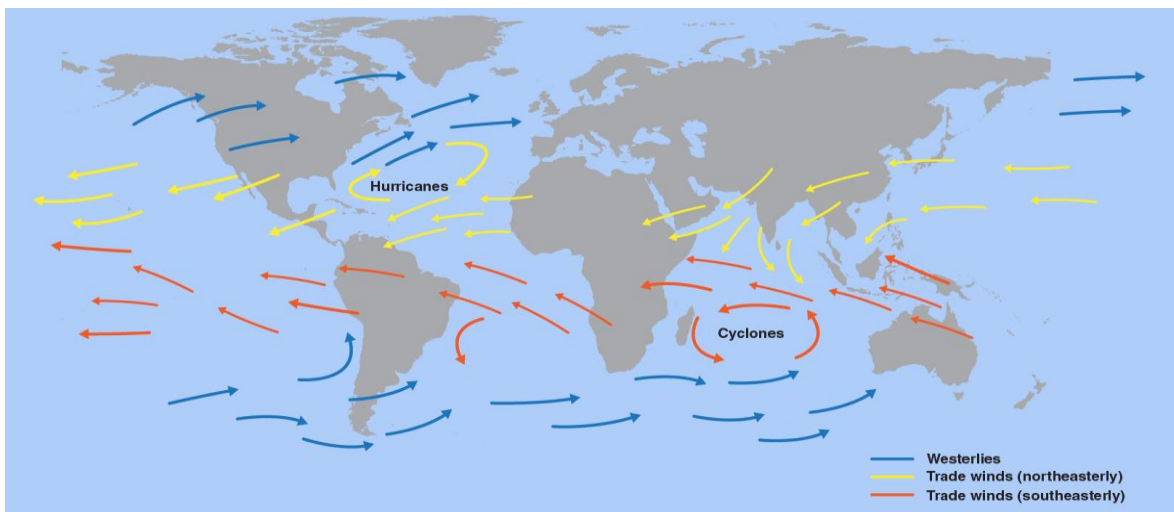 Hurricanes
Cyclones
Westerlies
Trade winds (northeasterly)
Trade winds (southeasterly)